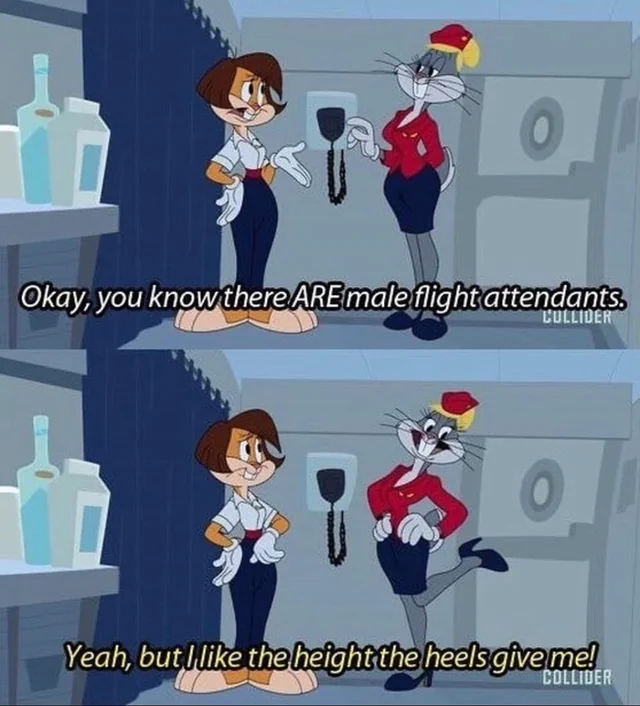 Okay, you know there ARE male flight attendants.
COLLIDER
Yeah, but I like the height the heels give me!
COLLIDER